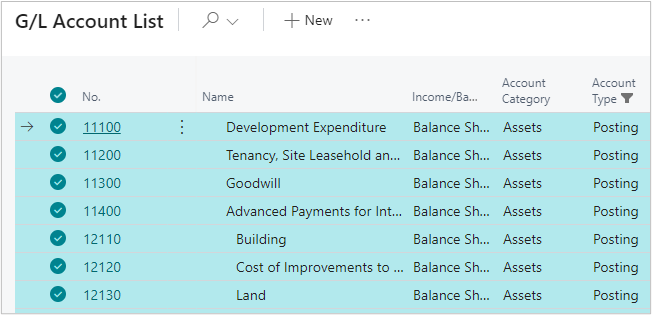 G/L Account List + New ...
No. Name Income/Ba... Account Category Account Type
11100 Development Expenditure Balance Sh... Assets Posting
11200 Tenancy, Site Leasehold an... Balance Sh... Assets Posting
11300 Goodwill Balance Sh... Assets Posting
11400 Advanced Payments for Int... Balance Sh... Assets Posting
12110 Building Balance Sh... Assets Posting
12120 Cost of Improvements to ... Balance Sh... Assets Posting
12130 Land Balance Sh... Assets Posting